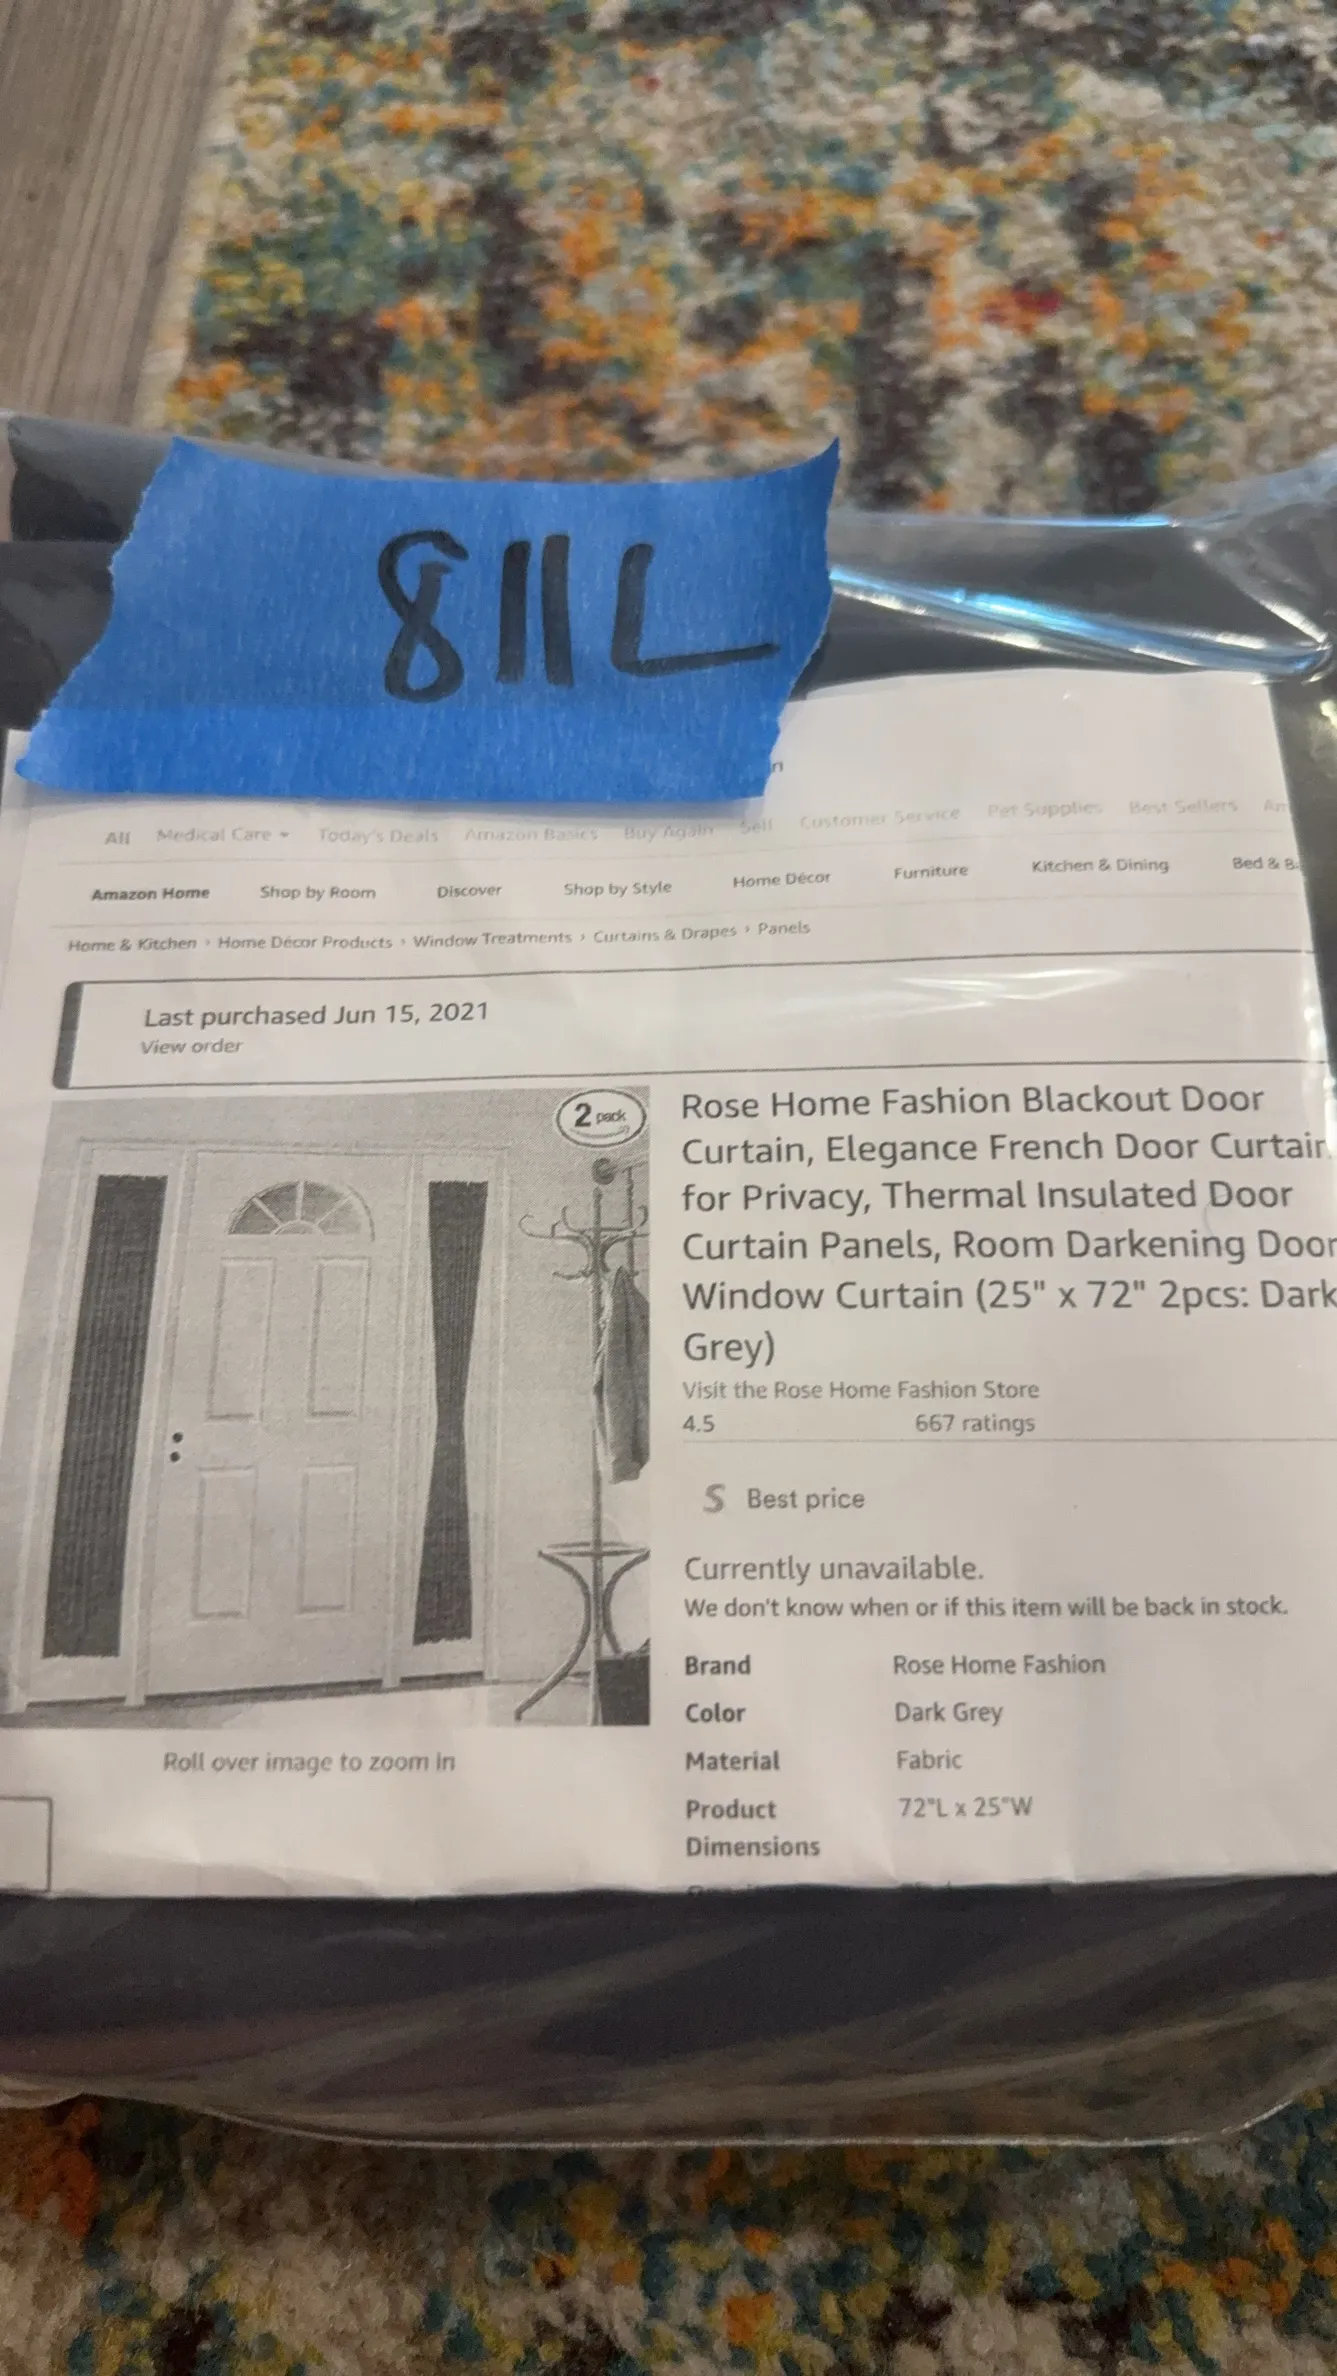 811L
All Medical Care Today's Deals Amazon Basics Buy Again Sell Customer Service Pet Supplies Best Sellers Am
Amazon Home Shop by Room Discover Shop by Style Home Décor Furniture Kitchen & Dining Bed & B
Home & Kitchen › Home Décor Products › Window Treatments › Curtains & Drapes › Panels
Last purchased Jun 15, 2021
View order
2 pack
Rose Home Fashion Blackout Door
Curtain, Elegance French Door Curtain
for Privacy, Thermal Insulated Door
Curtain Panels, Room Darkening Door
Window Curtain (25" x 72" 2pcs: Dark
Grey)
Visit the Rose Home Fashion Store
4.5 667 ratings
S Best price
Currently unavailable.
We don't know when or if this item will be back in stock.
Brand Rose Home Fashion
Color Dark Grey
Material Fabric
Product 72"L x 25"W
Dimensions
Roll over image to zoom in